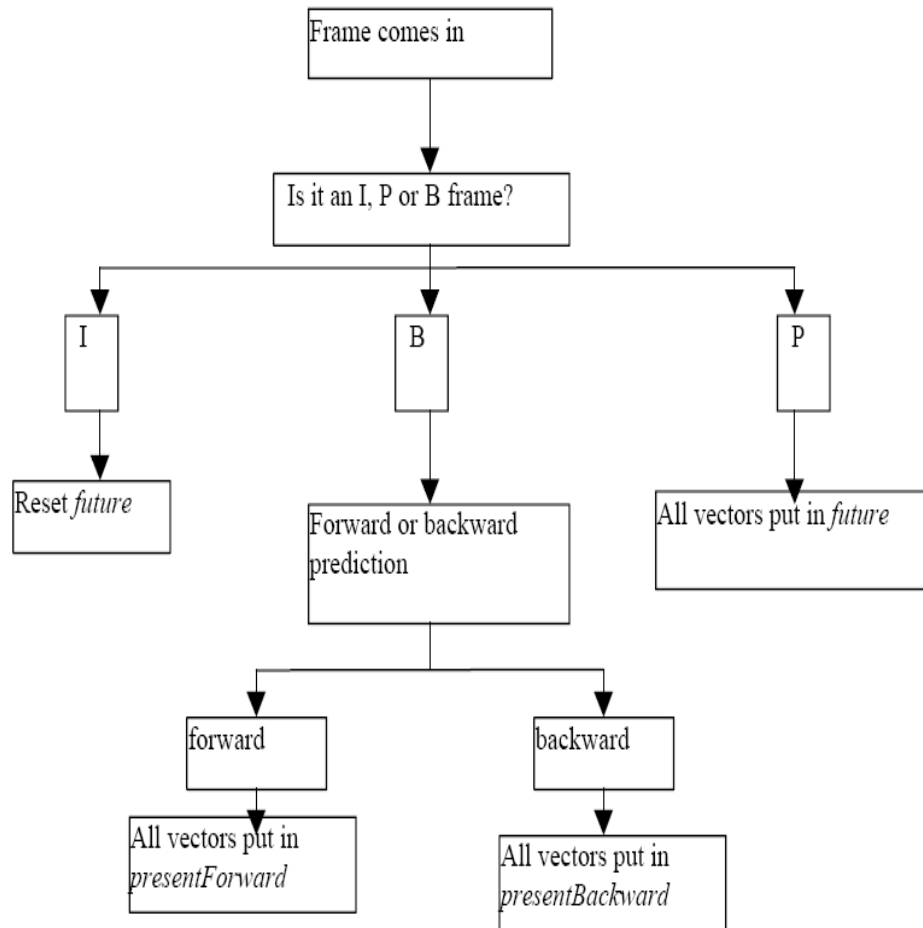 Frame comes in
Is it an I, P or B frame?
I
B
P
Reset future
Forward or backward
prediction
All vectors put in future
forward
backward
All vectors put in
presentForward
All vectors put in
presentBackward